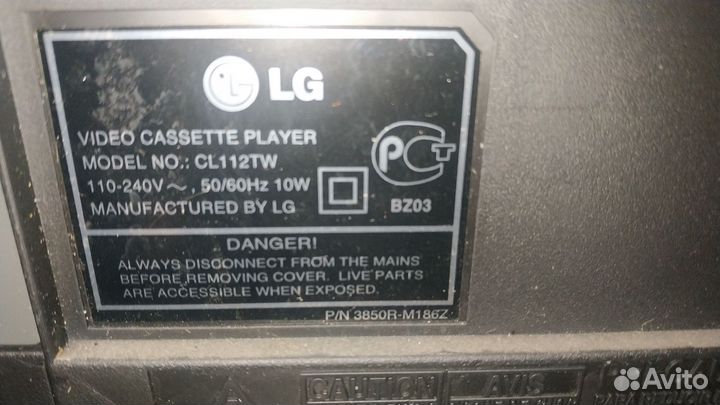 LG
VIDEO CASSETTE PLAYER
MODEL NO.: CL112TW
110-240V ~, 50/60Hz 10W
MANUFACTURED BY LG
PCT
BZ03
DANGER!
ALWAYS DISCONNECT FROM THE MAINS
BEFORE REMOVING COVER. LIVE PARTS
ARE ACCESSIBLE WHEN EXPOSED.
P/N 3850R-M186Z
CAUTION
AVIS
Avito